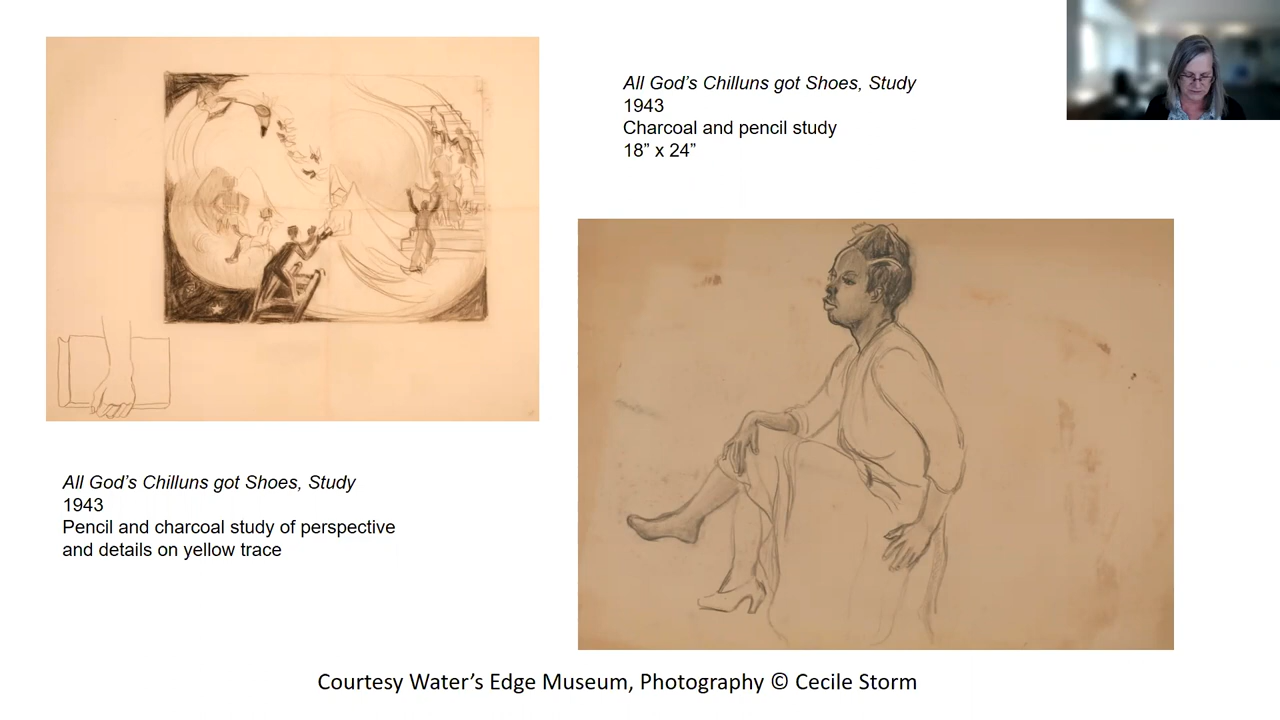 All God’s Chilluns got Shoes, Study
1943
Charcoal and pencil study
18” x 24”
All God’s Chilluns got Shoes, Study
1943
Pencil and charcoal study of perspective
and details on yellow trace
Courtesy Water’s Edge Museum, Photography © Cecile Storm